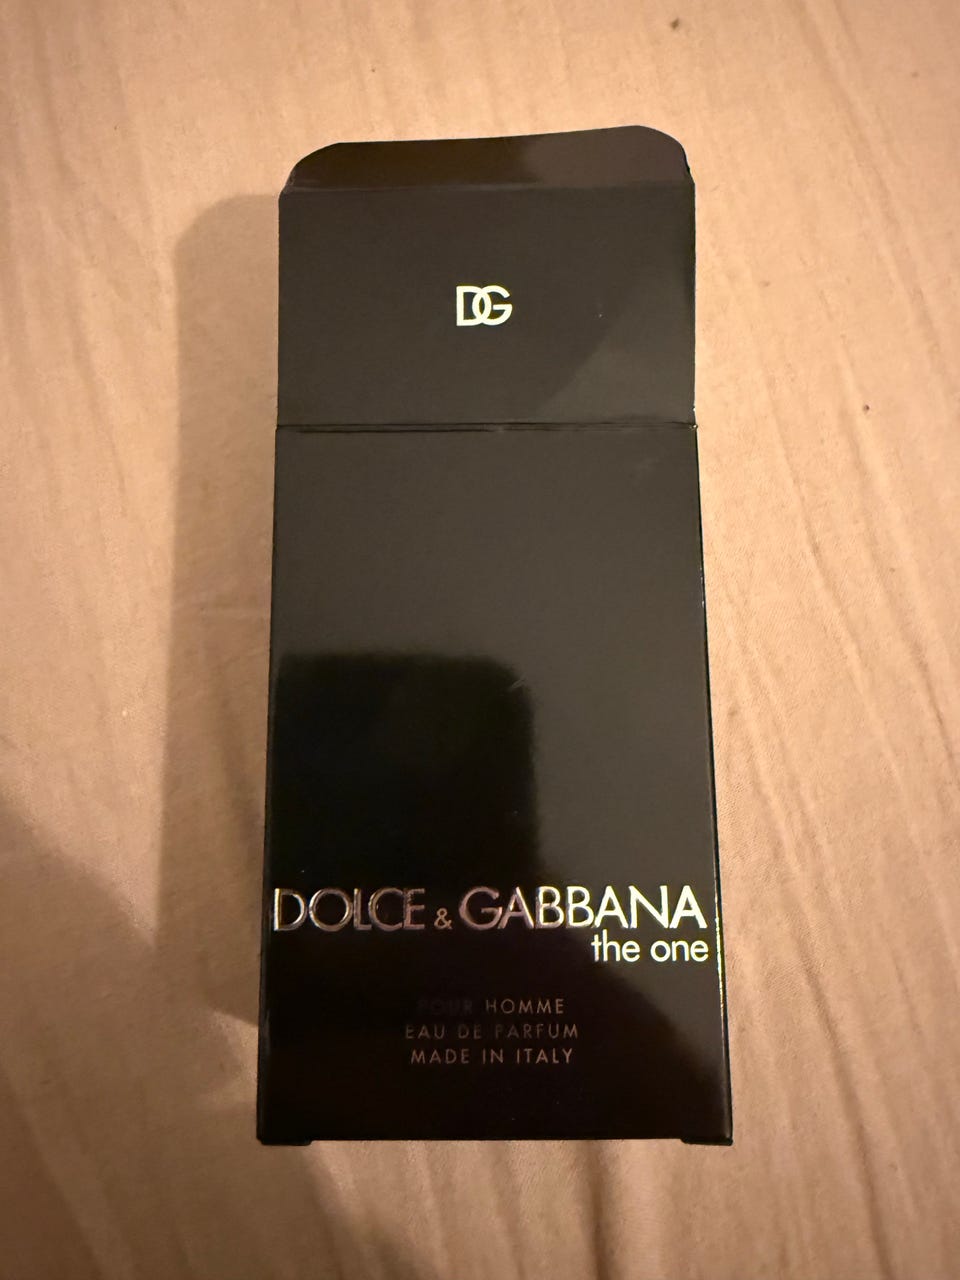 DG
DOLCE & GABBANA
the one
POUR HOMME
EAU DE PARFUM
MADE IN ITALY